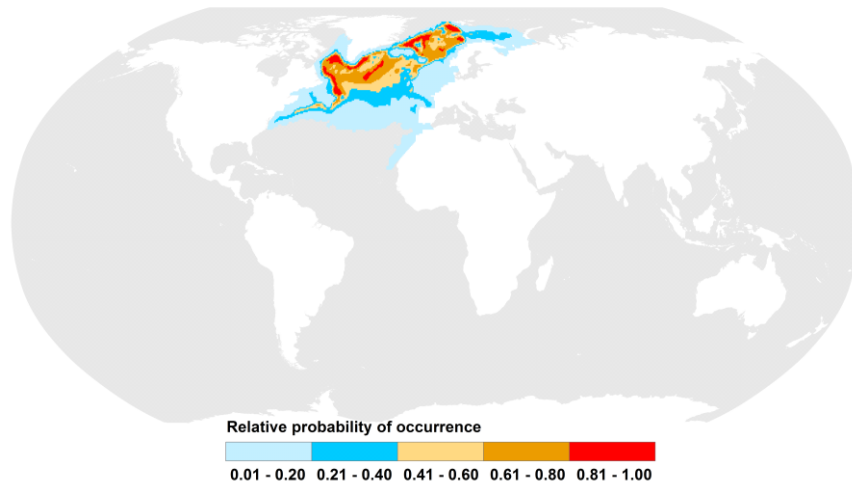 Relative probability of occurrence
0.01 - 0.20 0.21 - 0.40 0.41 - 0.60 0.61 - 0.80 0.81 - 1.00